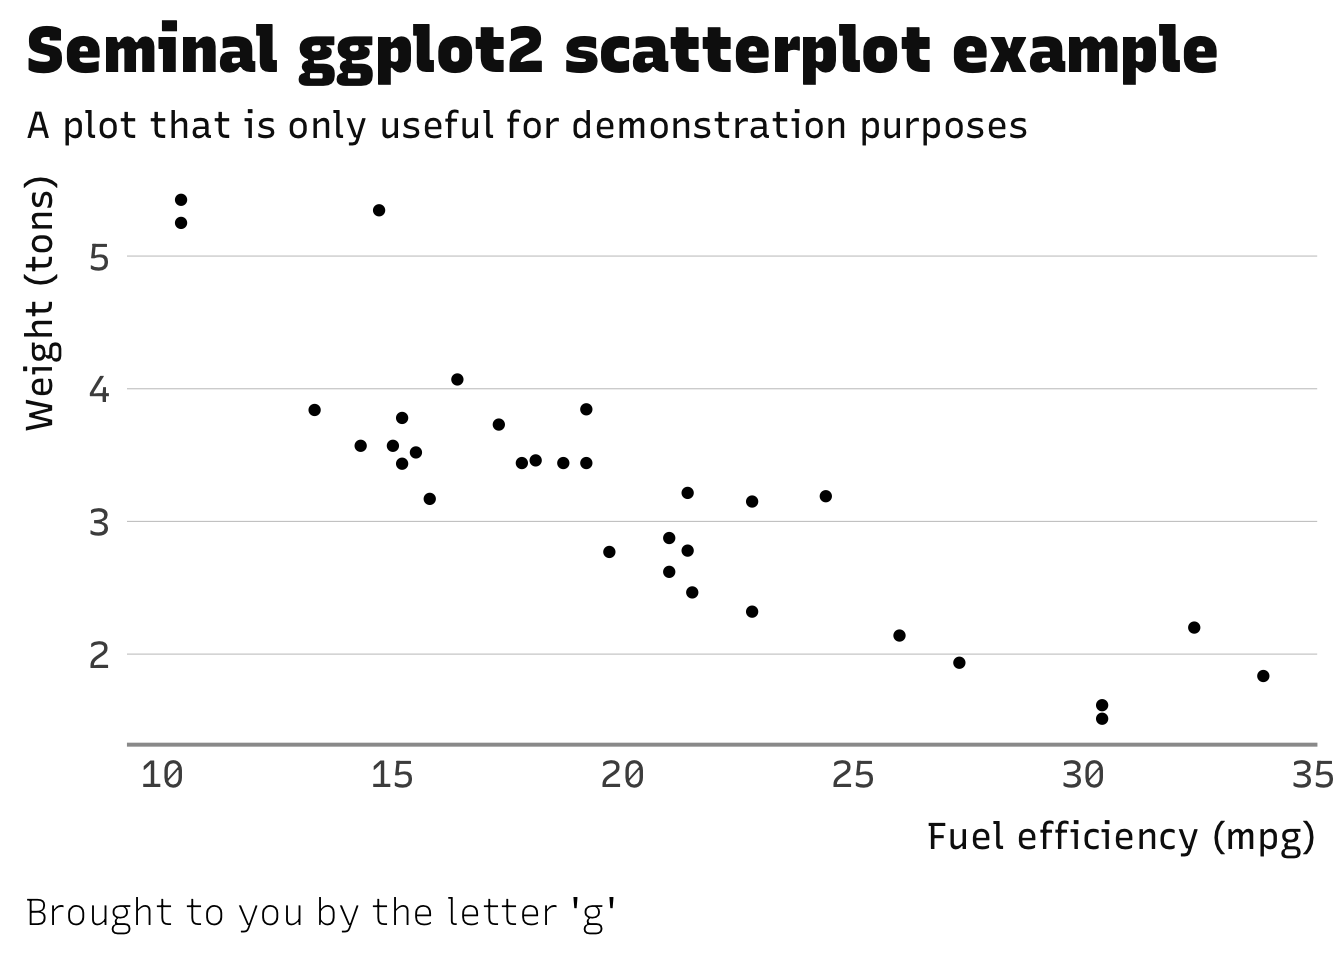 Seminal ggplot2 scatterplot example
A plot that is only useful for demonstration purposes
Weight (tons)
5
4
3
2
10 15 20 25 30 35
Fuel efficiency (mpg)
Brought to you by the letter 'g'